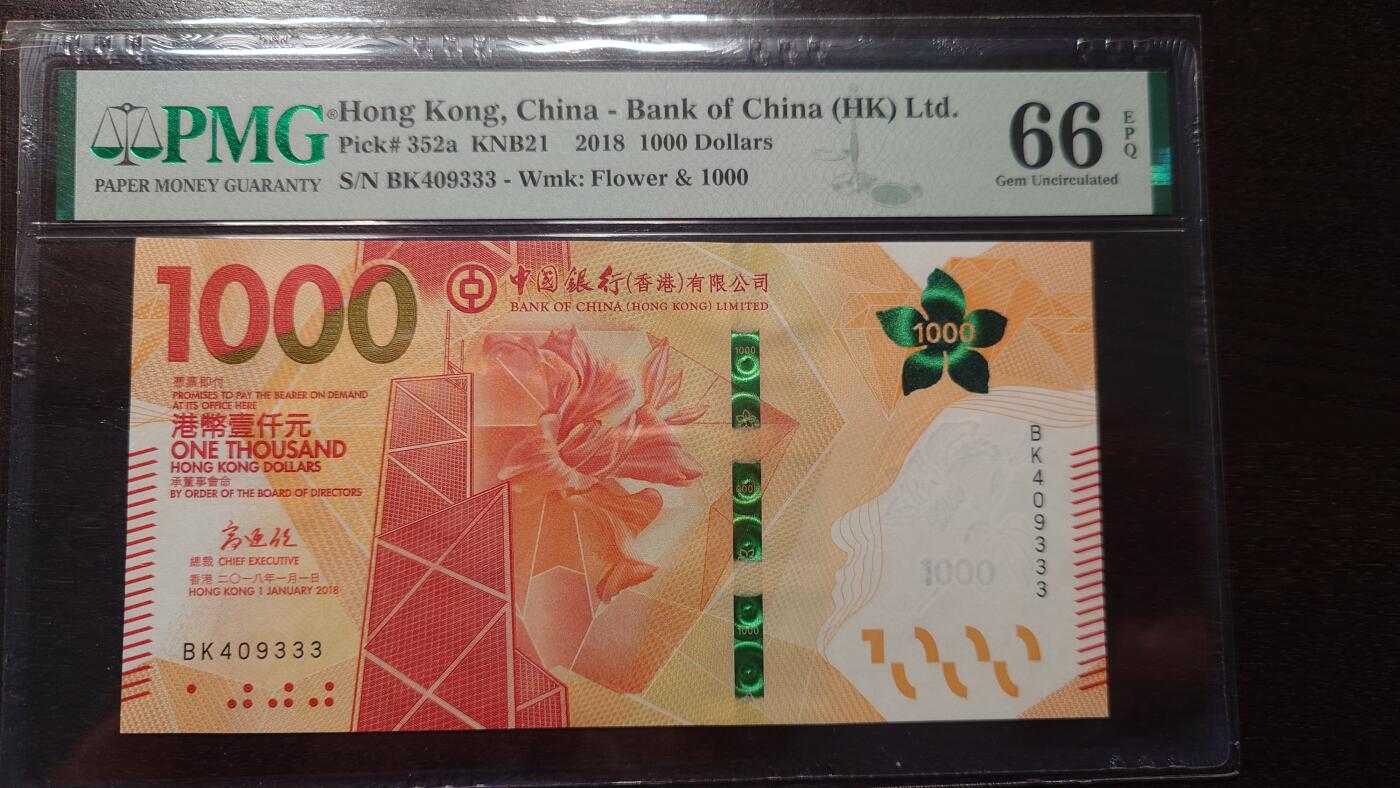 PMG®
PAPER MONEY GUARANTY
Hong Kong, China - Bank of China (HK) Ltd.
Pick# 352a KNB21 2018 1000 Dollars
S/N BK409333 - Wmk: Flower & 1000
66
EPQ
Gem Uncirculated
1000
中國銀行(香港)有限公司
BANK OF CHINA (HONG KONG) LIMITED
憑票即付
PROMISES TO PAY THE BEARER ON DEMAND
AT ITS OFFICE HERE
港幣壹仟元
ONE THOUSAND
HONG KONG DOLLARS
承董事會命
BY ORDER OF THE BOARD OF DIRECTORS
總裁 CHIEF EXECUTIVE
香港 二〇一八年一月一日
HONG KONG 1 JANUARY 2018
BK409333
1000
1000
1000
1000
BK409333
1000